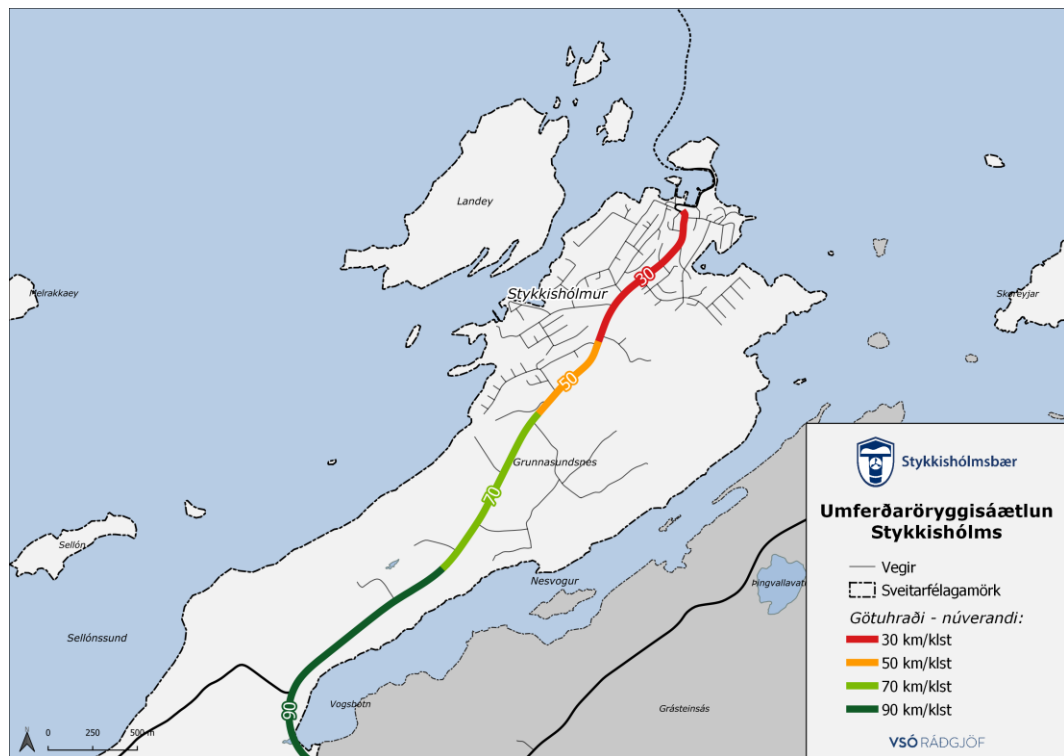 Landey
30
Melrakkaey
Stykkishólmur
Skoreyjar
50
Grunnasundsnes
70
Sellón
Nesvogur
Þingvallavatn
Sellónssund
Vogsbotn
90
Grásteinsás
N
0 250 500 m
Stykkishólmsbær
Umferðaröryggisáætlun
Stykkishólms
Vegir
Sveitarfélagamörk
Götuhraði - núverandi:
30 km/klst
50 km/klst
70 km/klst
90 km/klst
VSÓ RÁÐGJÖF